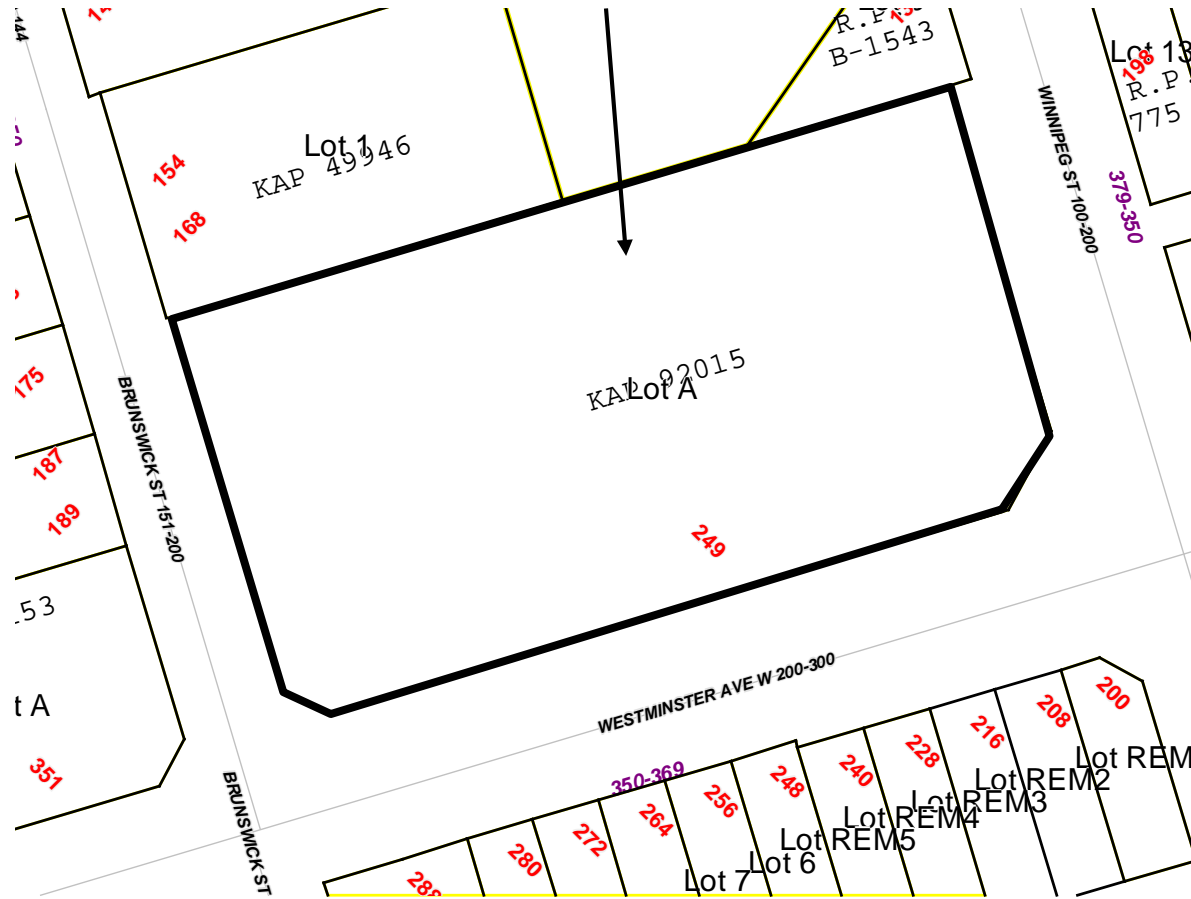 B-1543
Lot 13
198
R.P.
775
WINNIPEG ST 100-200
379-350
Lot 1
KAP 49946
154
168
175
BRUNSWICK ST 151-200
187
189
KAP 92015
Lot A
249
WESTMINSTER AVE W 200-300
351
BRUNSWICK ST
350-369
200
208
216
228
240
248
256
264
272
280
288
Lot REM
Lot REM2
Lot REM3
Lot REM4
Lot REM5
Lot 6
Lot 7